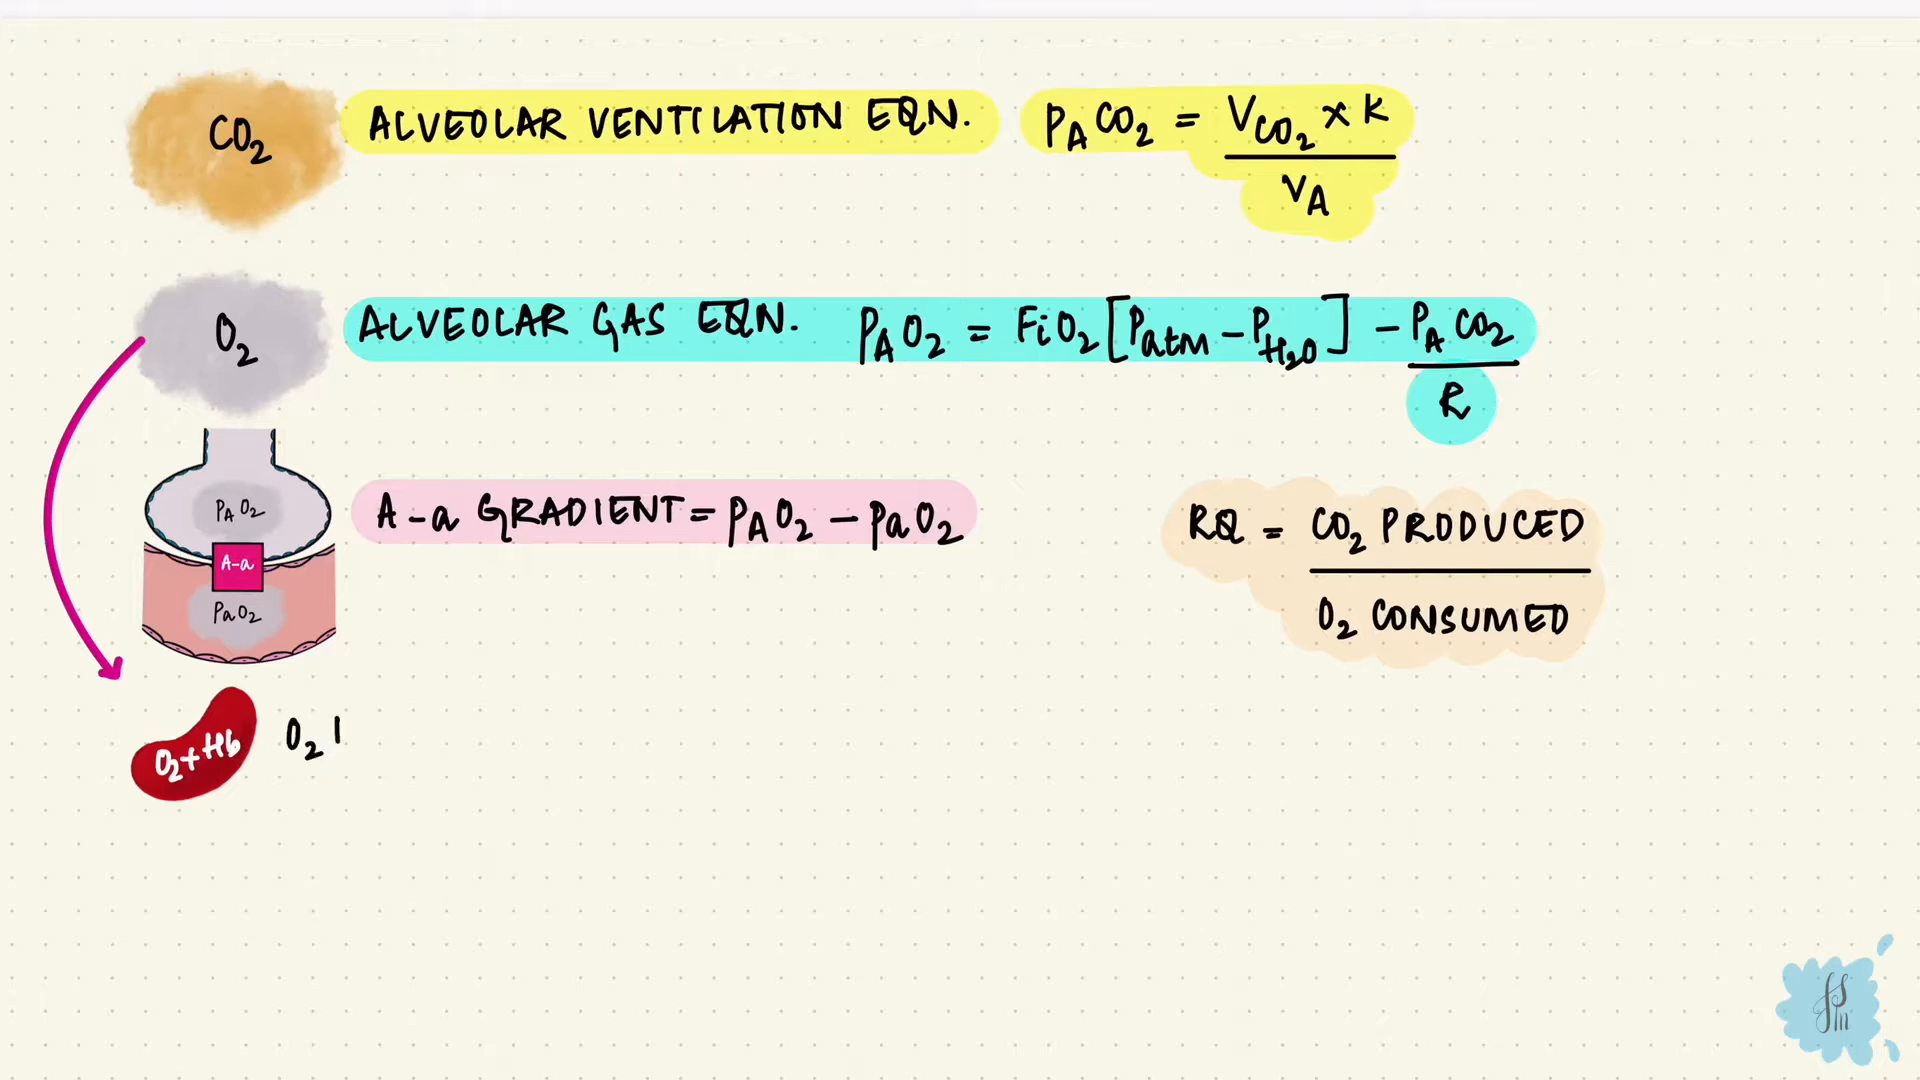 CO₂
ALVEOLAR VENTILATION EQN.
PACO₂ = VCO₂ x K
VA
O₂
ALVEOLAR GAS EQN.
PAO₂ = FiO₂ [Patm - PH₂O] - PACO₂
R
PAO₂
A-a
PaO₂
A-a GRADIENT = PAO₂ - PaO₂
RQ = CO₂ PRODUCED
O₂ CONSUMED
O₂+Hb
O₂ I